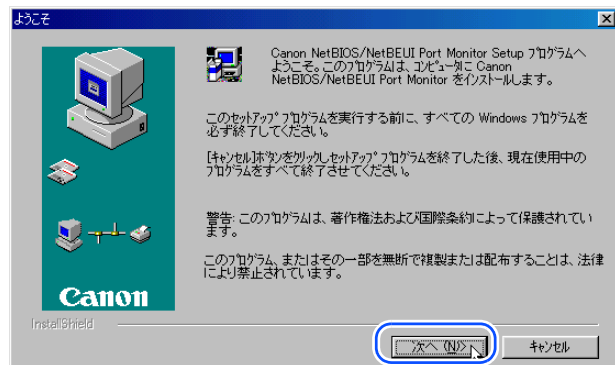 ようこそ
Canon NetBIOS/NetBEUI Port Monitor Setup プログラムへ
ようこそ。このプログラムは、コンピュータに Canon
NetBIOS/NetBEUI Port Monitor をインストールします。
このセットアップ プログラムを実行する前に、すべての Windows プログラムを
必ず終了してください。
[キャンセル]ボタンをクリックしセットアップ プログラムを終了した後、現在使用中の
プログラムをすべて終了させてください。
警告: このプログラムは、著作権法および国際条約によって保護されてい
ます。
このプログラム、またはその一部を無断で複製または配布することは、法律
により禁止されています。
Canon
InstallShield
次へ(N)>
キャンセル